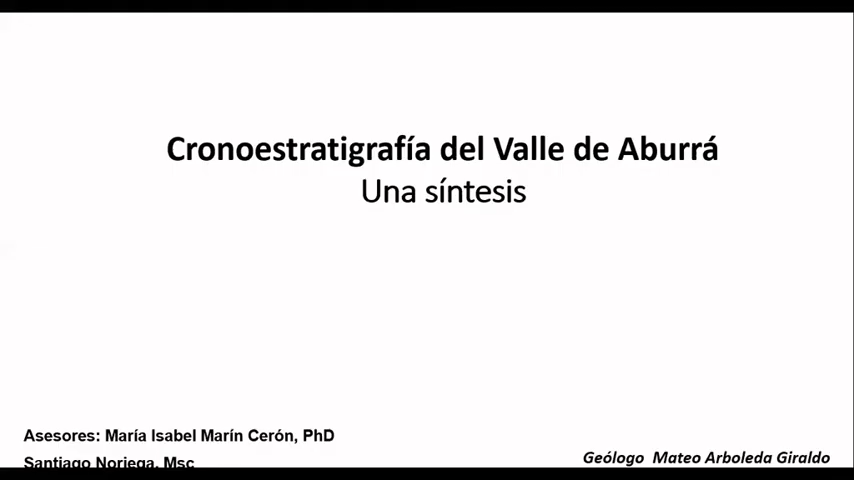 Cronoestratigrafía del Valle de Aburrá
Una síntesis
Asesores: María Isabel Marín Cerón, PhD
Santiago Noriega, Msc
Geólogo Mateo Arboleda Giraldo